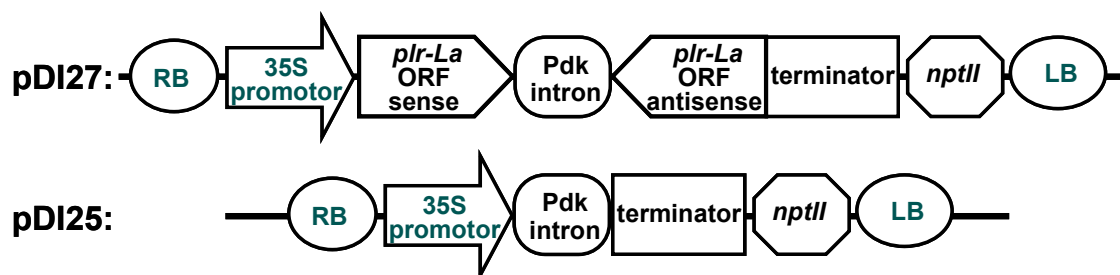 pDI27:
RB
35S
promotor
plr-La
ORF
sense
Pdk
intron
plr-La
ORF
antisense
terminator
nptII
LB
pDI25:
RB
35S
promotor
Pdk
intron
terminator
nptII
LB